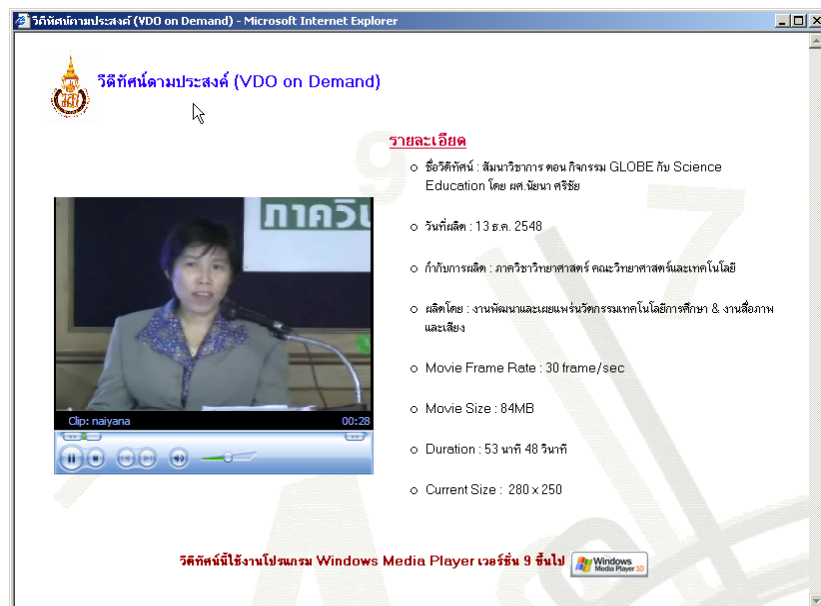 วีดีทัศน์ตามประสงค์ (VDO on Demand) - Microsoft Internet Explorer
วีดีทัศน์ตามประสงค์ (VDO on Demand)
รายละเอียด
ชื่อวีดีทัศน์ : สัมนาวิชาการ ตอน กิจกรรม GLOBE กับ Science
Education โดย ผศ.นัยนา ศรีชัย
วันที่ผลิต : 13 ธ.ค. 2548
กำกับการผลิต : ภาควิชาวิทยาศาสตร์ คณะวิทยาศาสตร์และเทคโนโลยี
ผลิตโดย : งานพัฒนาและเผยแพร่นวัตกรรมเทคโนโลยีการศึกษา & งานสื่อภาพ
และเสียง
Movie Frame Rate : 30 frame/sec
Movie Size : 84MB
Duration : 53 นาที 48 วินาที
Current Size : 280 x 250
ภาควิ
Clip: naiyana 00:28
วีดีทัศน์นี้ใช้งานโปรแกรม Windows Media Player เวอร์ชั่น 9 ขึ้นไป
Windows
Media Player 10